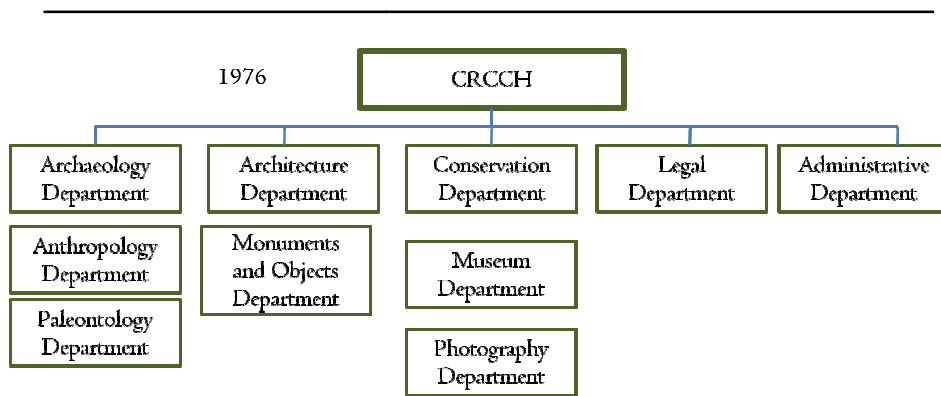 1976
CRCCH
Archaeology
Department
Architecture
Department
Conservation
Department
Legal
Department
Administrative
Department
Anthropology
Department
Monuments
and Objects
Department
Museum
Department
Paleontology
Department
Photography
Department